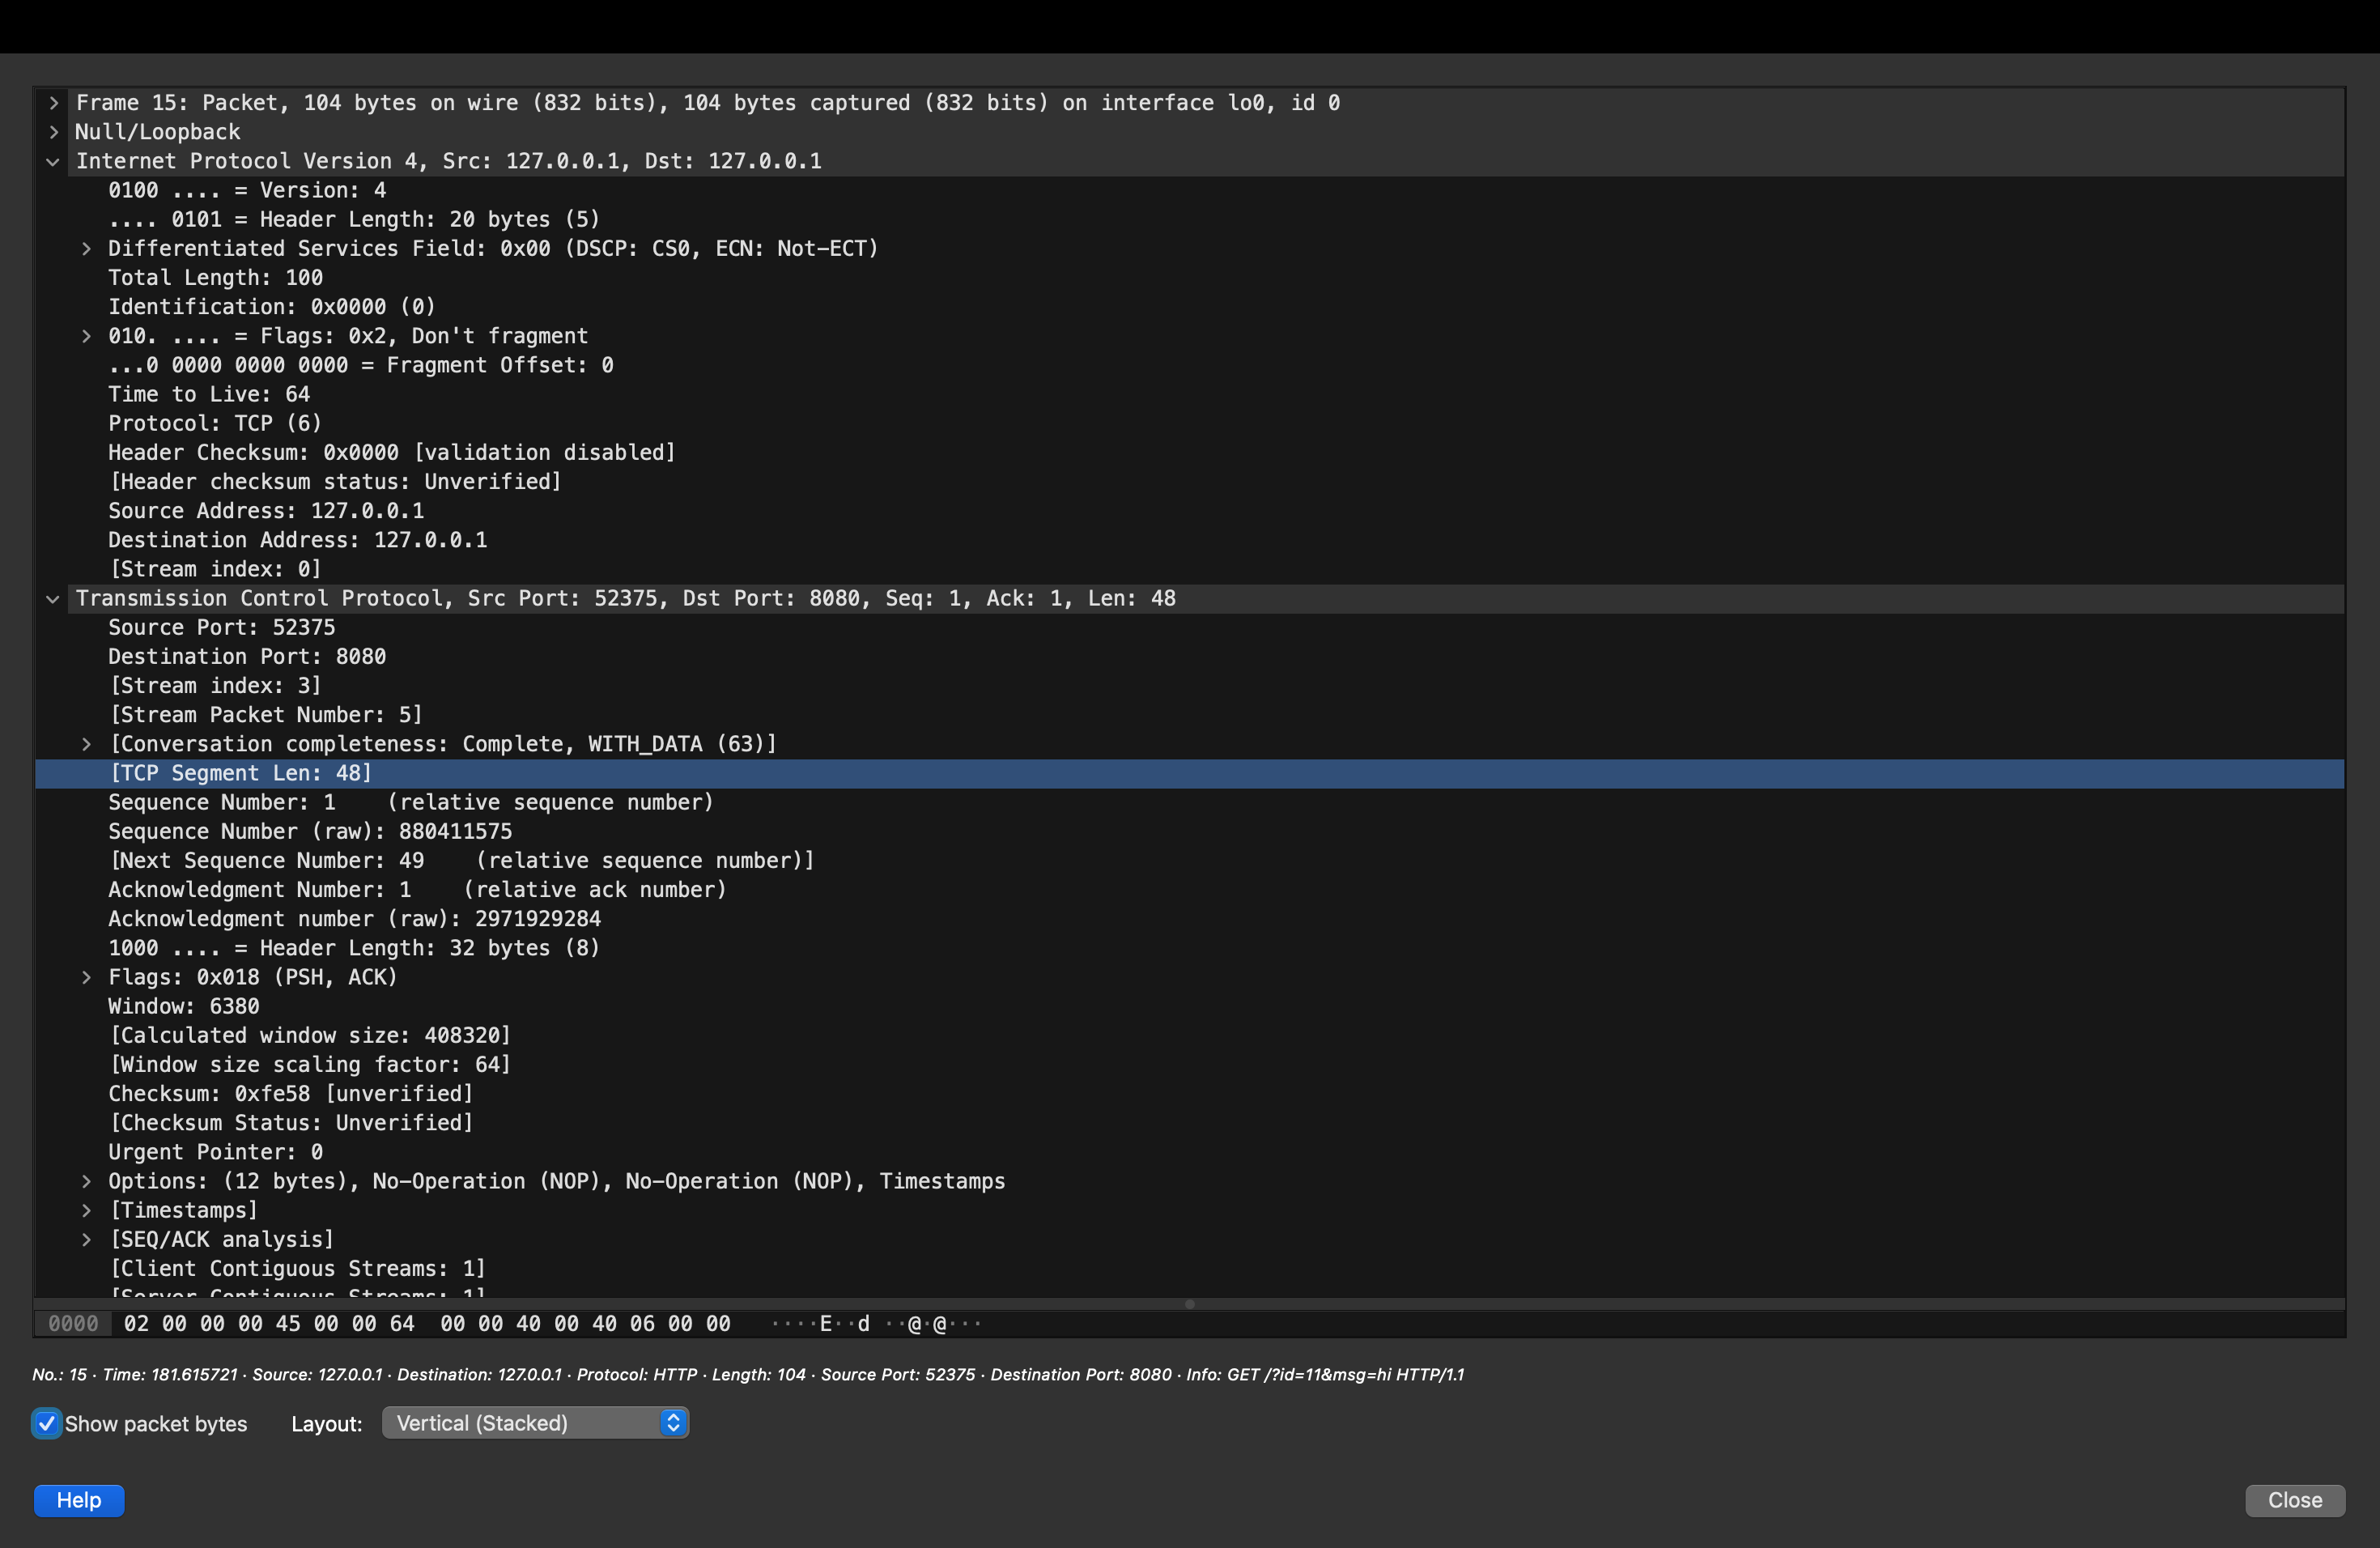 Frame 15: Packet, 104 bytes on wire (832 bits), 104 bytes captured (832 bits) on interface lo0, id 0
Null/Loopback
Internet Protocol Version 4, Src: 127.0.0.1, Dst: 127.0.0.1
0100 .... = Version: 4
.... 0101 = Header Length: 20 bytes (5)
Differentiated Services Field: 0x00 (DSCP: CS0, ECN: Not-ECT)
Total Length: 100
Identification: 0x0000 (0)
010. .... = Flags: 0x2, Don't fragment
...0 0000 0000 0000 = Fragment Offset: 0
Time to Live: 64
Protocol: TCP (6)
Header Checksum: 0x0000 [validation disabled]
[Header checksum status: Unverified]
Source Address: 127.0.0.1
Destination Address: 127.0.0.1
[Stream index: 0]
Transmission Control Protocol, Src Port: 52375, Dst Port: 8080, Seq: 1, Ack: 1, Len: 48
Source Port: 52375
Destination Port: 8080
[Stream index: 3]
[Stream Packet Number: 5]
[Conversation completeness: Complete, WITH_DATA (63)]
[TCP Segment Len: 48]
Sequence Number: 1    (relative sequence number)
Sequence Number (raw): 880411575
[Next Sequence Number: 49    (relative sequence number)]
Acknowledgment Number: 1    (relative ack number)
Acknowledgment number (raw): 2971929284
1000 .... = Header Length: 32 bytes (8)
Flags: 0x018 (PSH, ACK)
Window: 6380
[Calculated window size: 408320]
[Window size scaling factor: 64]
Checksum: 0xfe58 [unverified]
[Checksum Status: Unverified]
Urgent Pointer: 0
Options: (12 bytes), No-Operation (NOP), No-Operation (NOP), Timestamps
[Timestamps]
[SEQ/ACK analysis]
[Client Contiguous Streams: 1]
[Server Contiguous Streams: 1]
0000 02 00 00 00 45 00 00 64 00 00 40 00 40 06 00 00 ····E··d ··@·@···
No.: 15 · Time: 181.615721 · Source: 127.0.0.1 · Destination: 127.0.0.1 · Protocol: HTTP · Length: 104 · Source Port: 52375 · Destination Port: 8080 · Info: GET /?id=11&msg=hi HTTP/1.1
Show packet bytes Layout: Vertical (Stacked)
Help Close